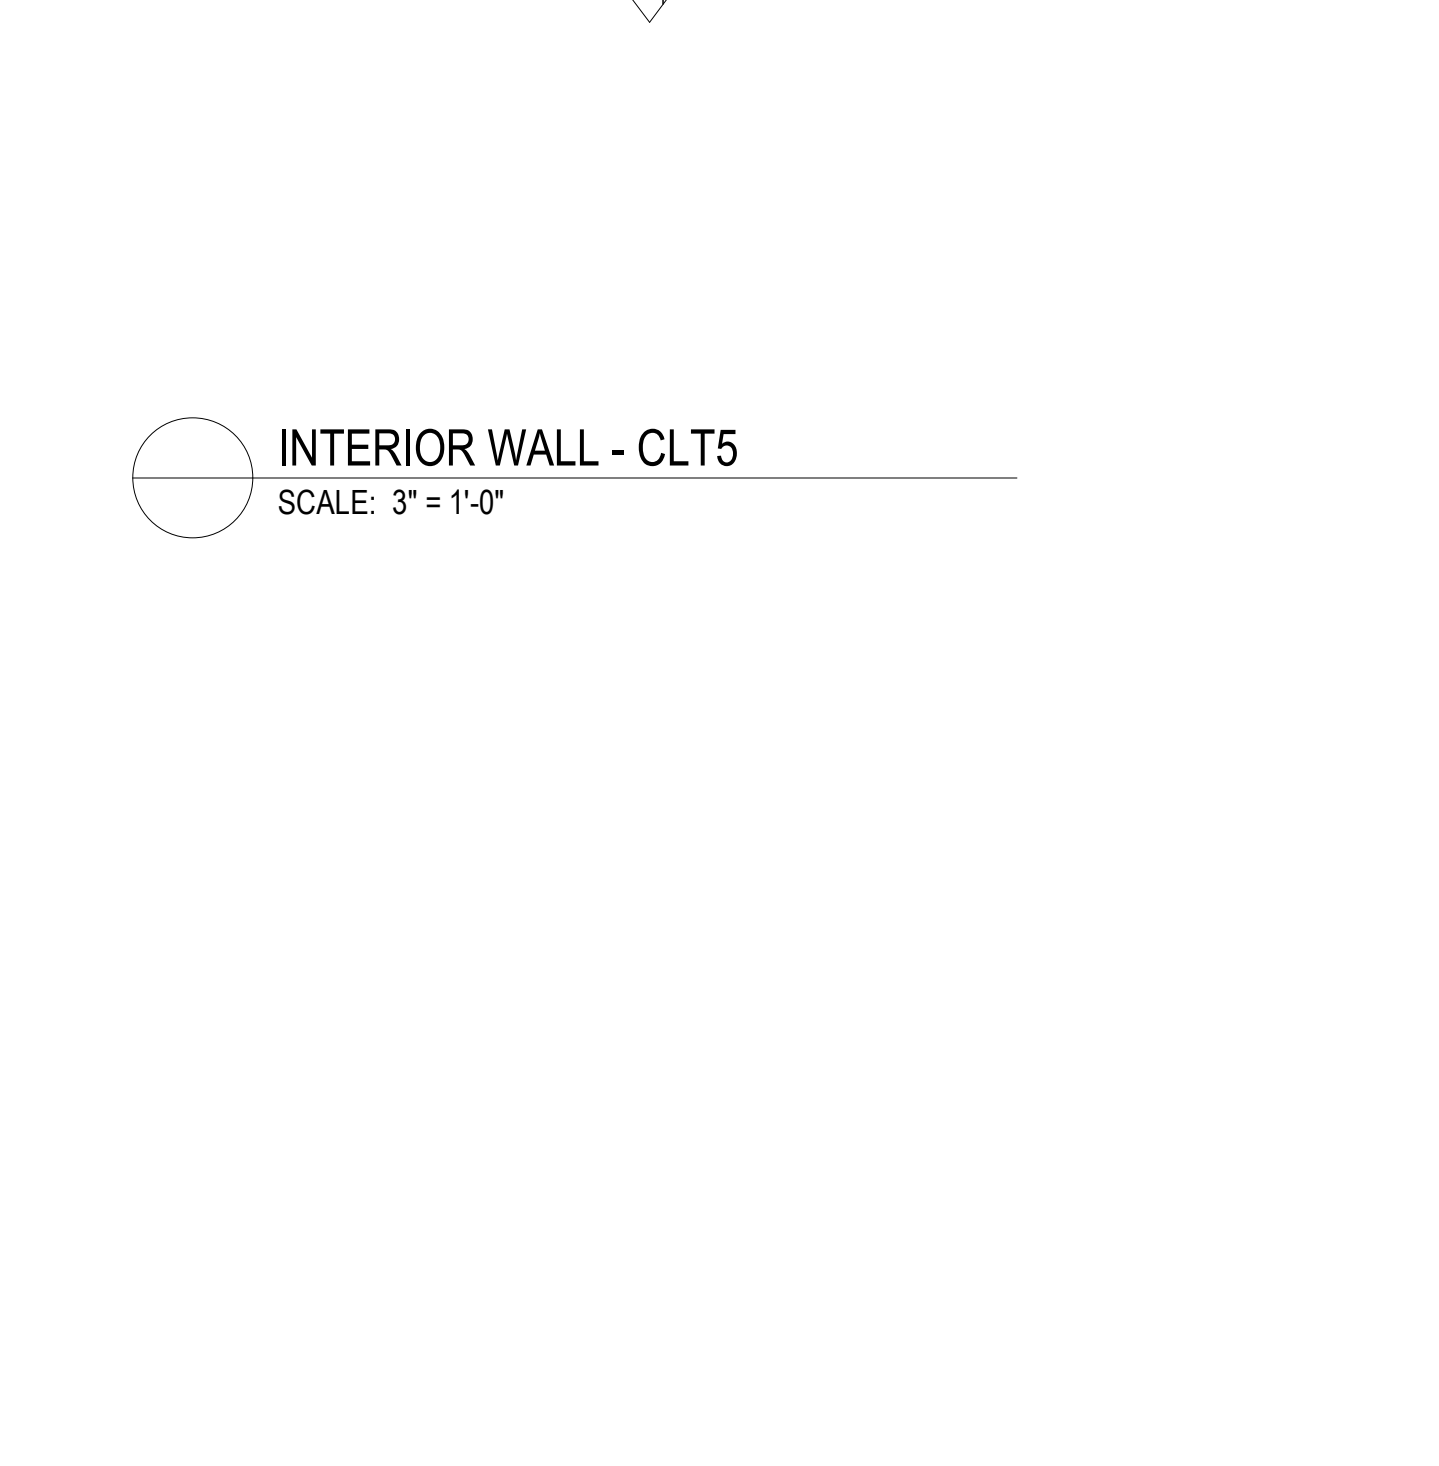 INTERIOR WALL - CLT5
SCALE:  3" = 1'-0"